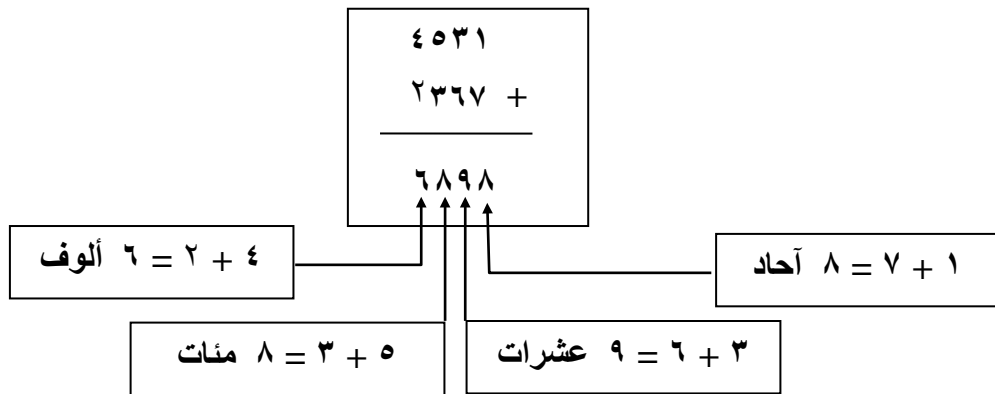 ٤٥٣١
٢٣٦٧ +
٦٨٩٨
٤ + ٢ = ٦ ألوف
١ + ٧ = ٨ آحاد
٥ + ٣ = ٨ مئات
٣ + ٦ = ٩ عشرات